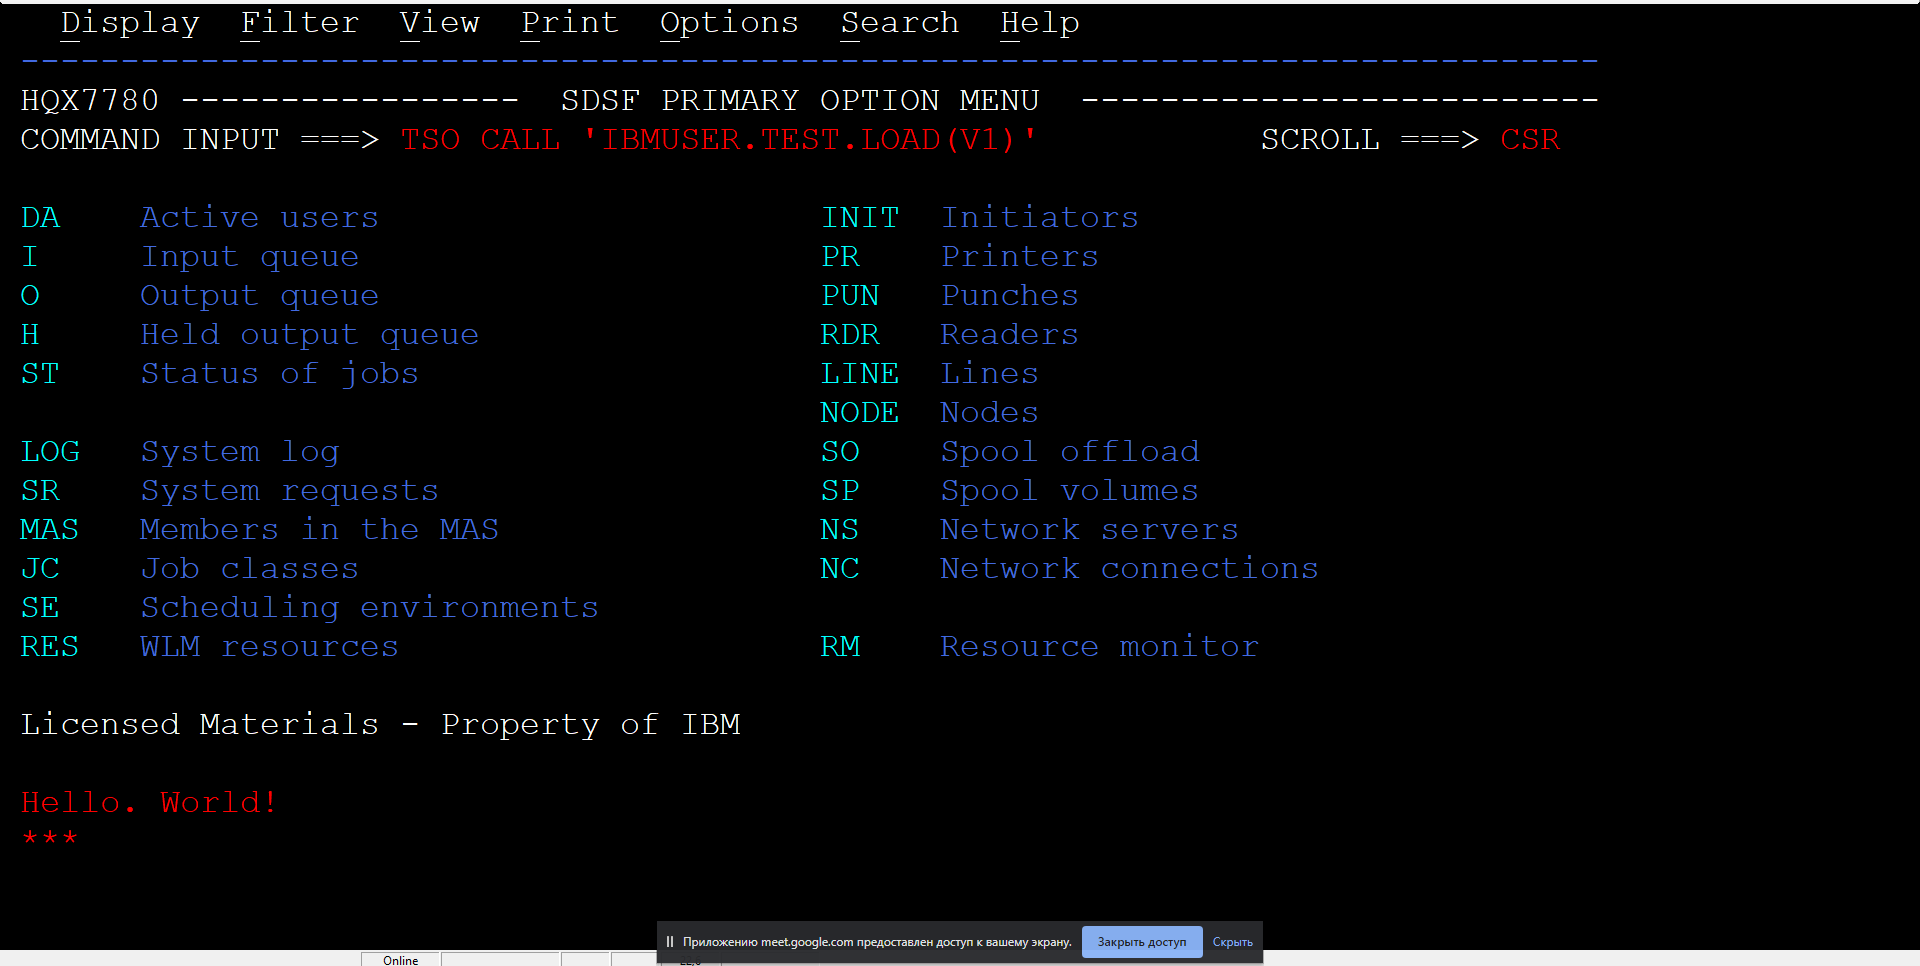 Display Filter View Print Options Search Help
--------------------------------------------------------------------------------
HQX7780 ----------------- SDSF PRIMARY OPTION MENU --------------------------
COMMAND INPUT ===> TSO CALL 'IBMUSER.TEST.LOAD(V1)' SCROLL ===> CSR
DA Active users INIT Initiators
I Input queue PR Printers
O Output queue PUN Punches
H Held output queue RDR Readers
ST Status of jobs LINE Lines
NODE Nodes
LOG System log SO Spool offload
SR System requests SP Spool volumes
MAS Members in the MAS NS Network servers
JC Job classes NC Network connections
SE Scheduling environments
RES WLM resources RM Resource monitor
Licensed Materials - Property of IBM
Hello. World!
***
Приложению meet.google.com предоставлен доступ к вашему экрану. Закрыть доступ Скрыть
Online